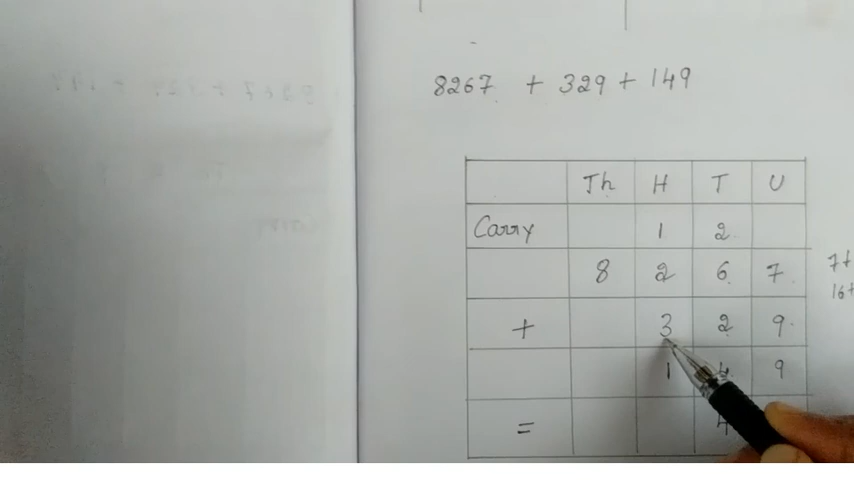 8267 + 329 + 149
Th H T U
Carry 1 2
8 2 6 7
+ 3 2 9
1 4 9
= 4
7+
16+